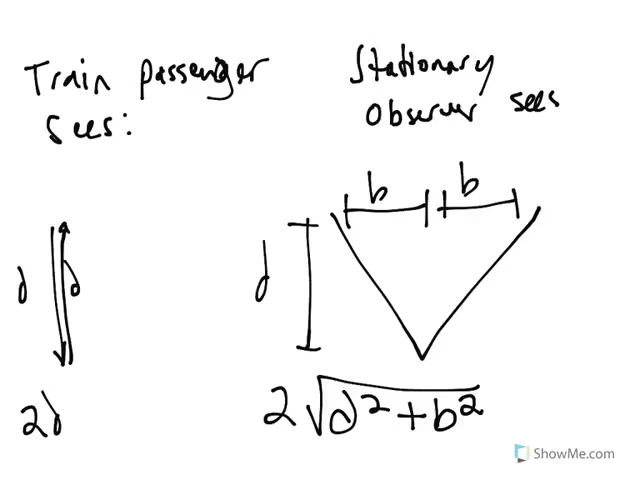 Train passenger
sees:
Stationary
Observer sees
b b
d d
d
2d
2√d²+b²
ShowMe.com